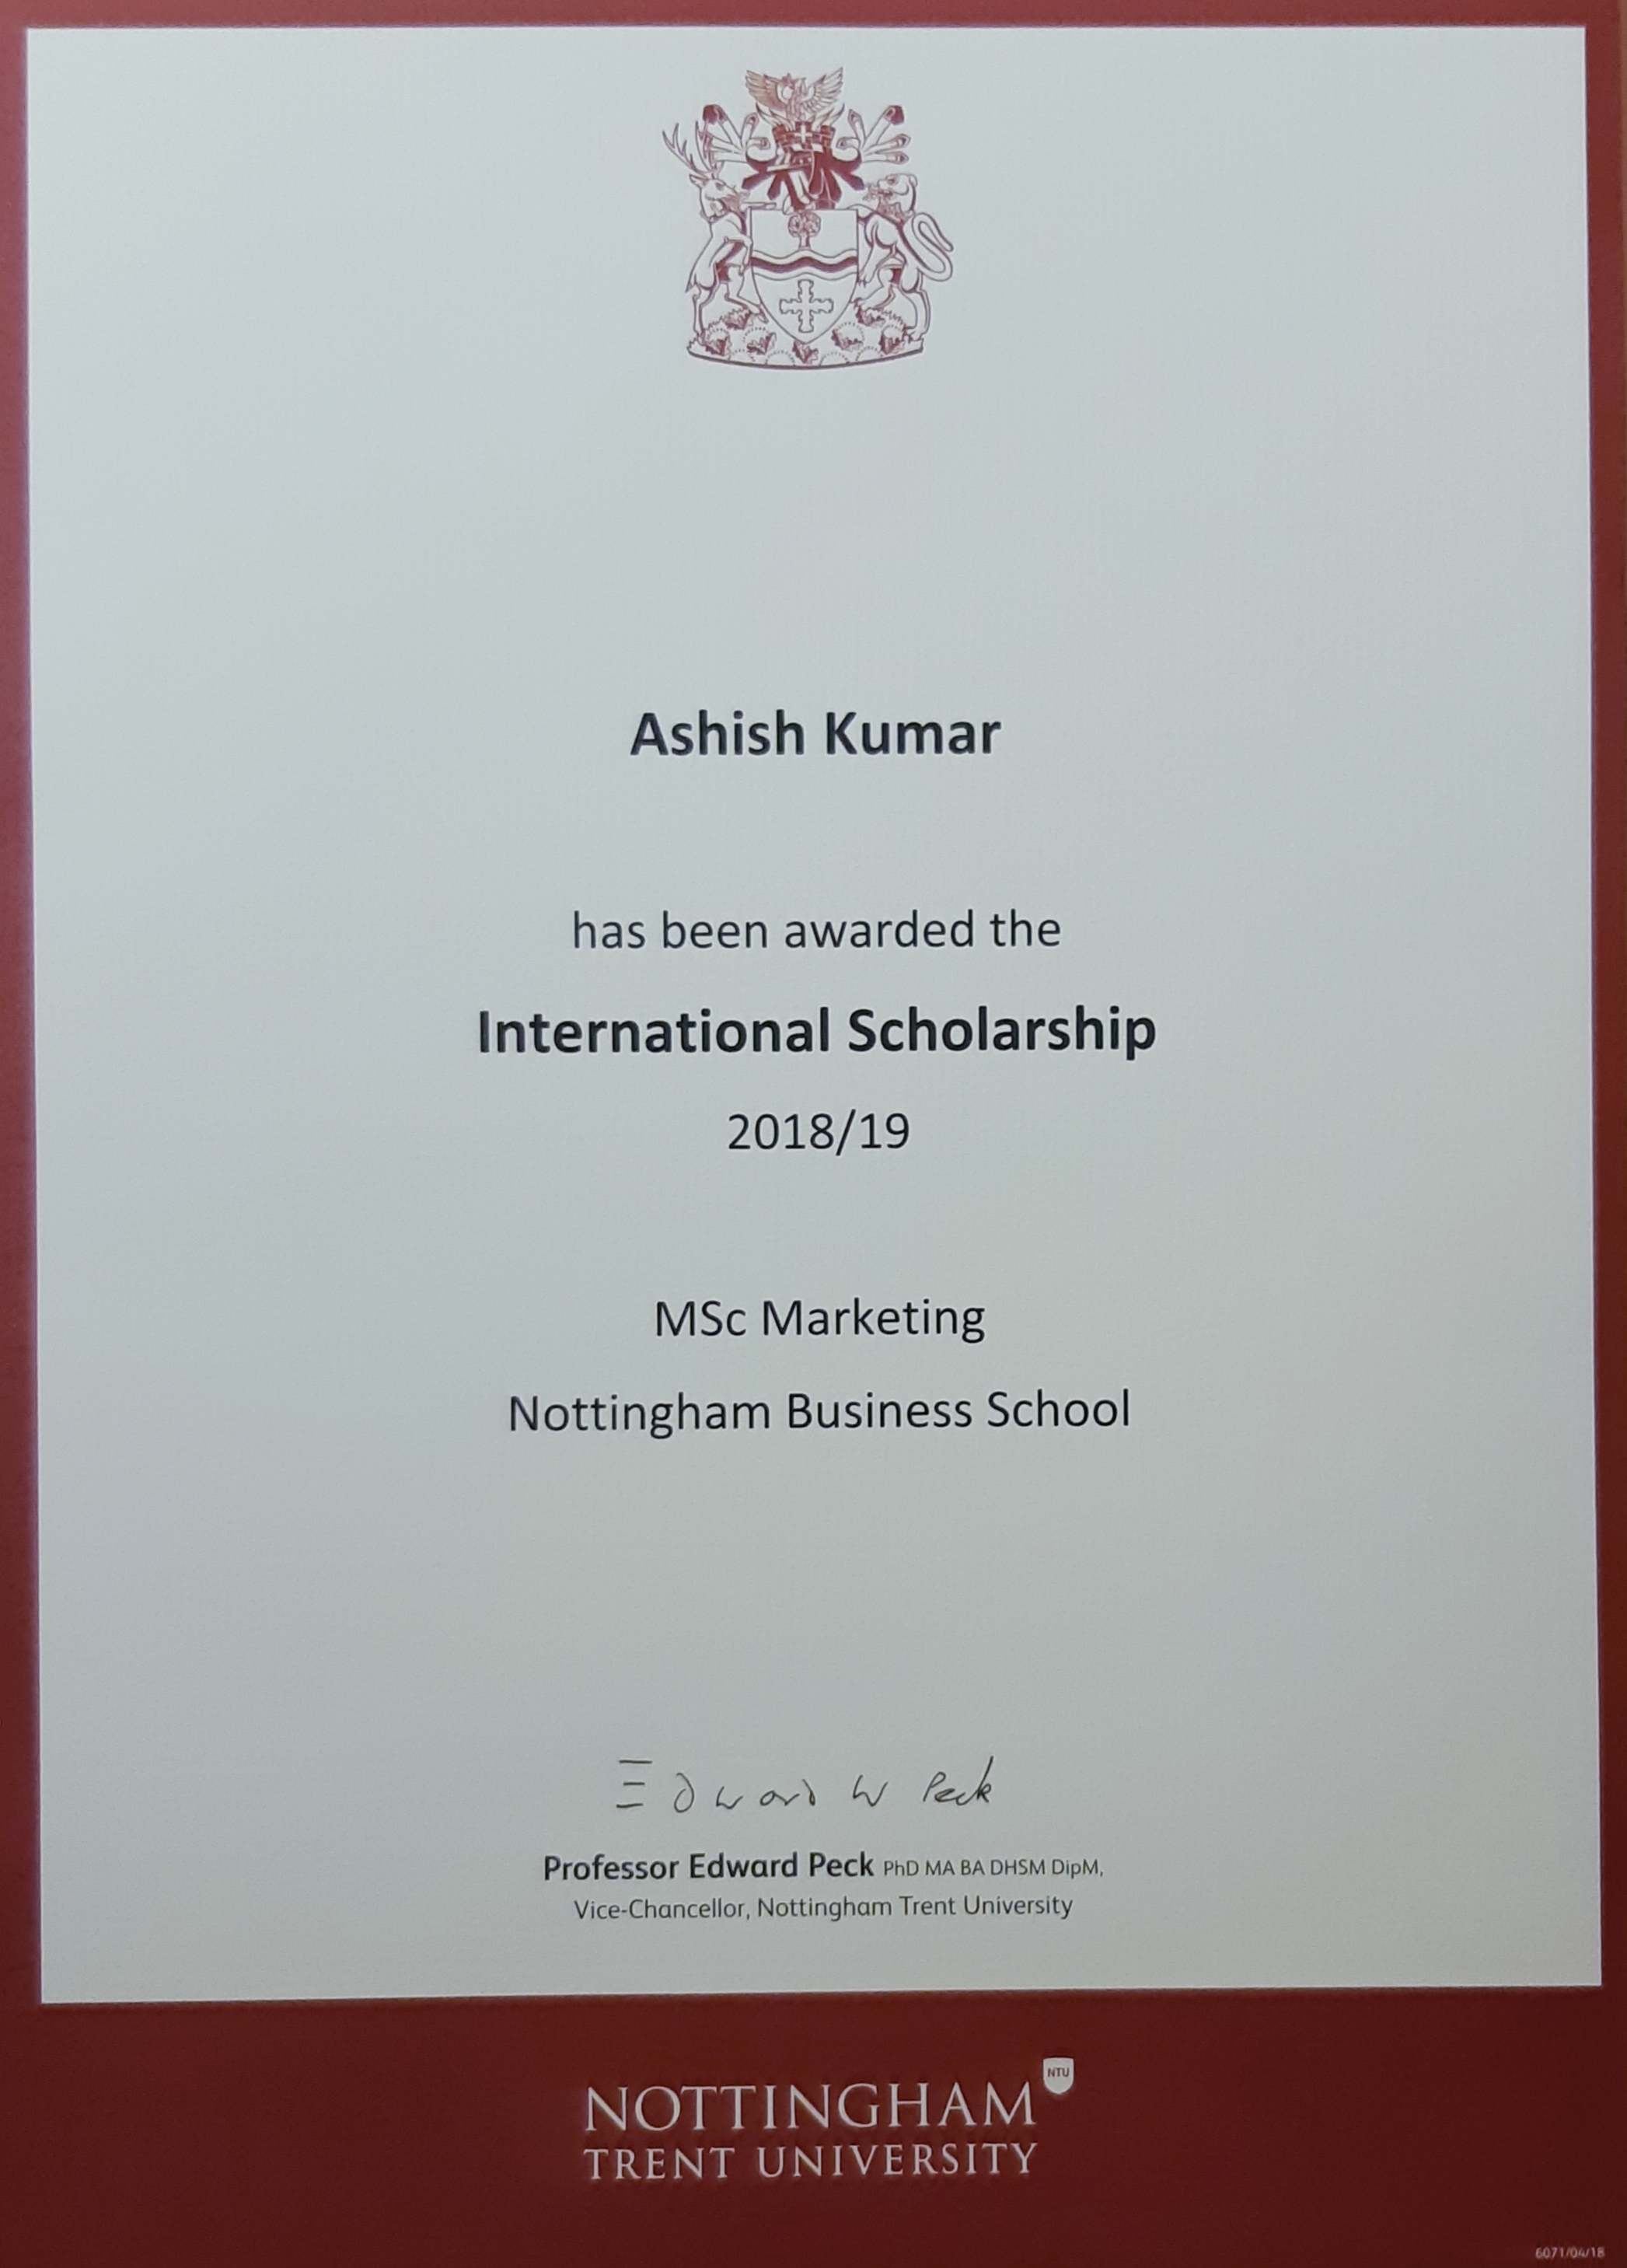 Ashish Kumar
has been awarded the
International Scholarship
2018/19
MSc Marketing
Nottingham Business School
Edward W Peck
Professor Edward Peck PhD MA BA DHSM DipM,
Vice-Chancellor, Nottingham Trent University
NTU
NOTTINGHAM
TRENT UNIVERSITY
6071/04/18